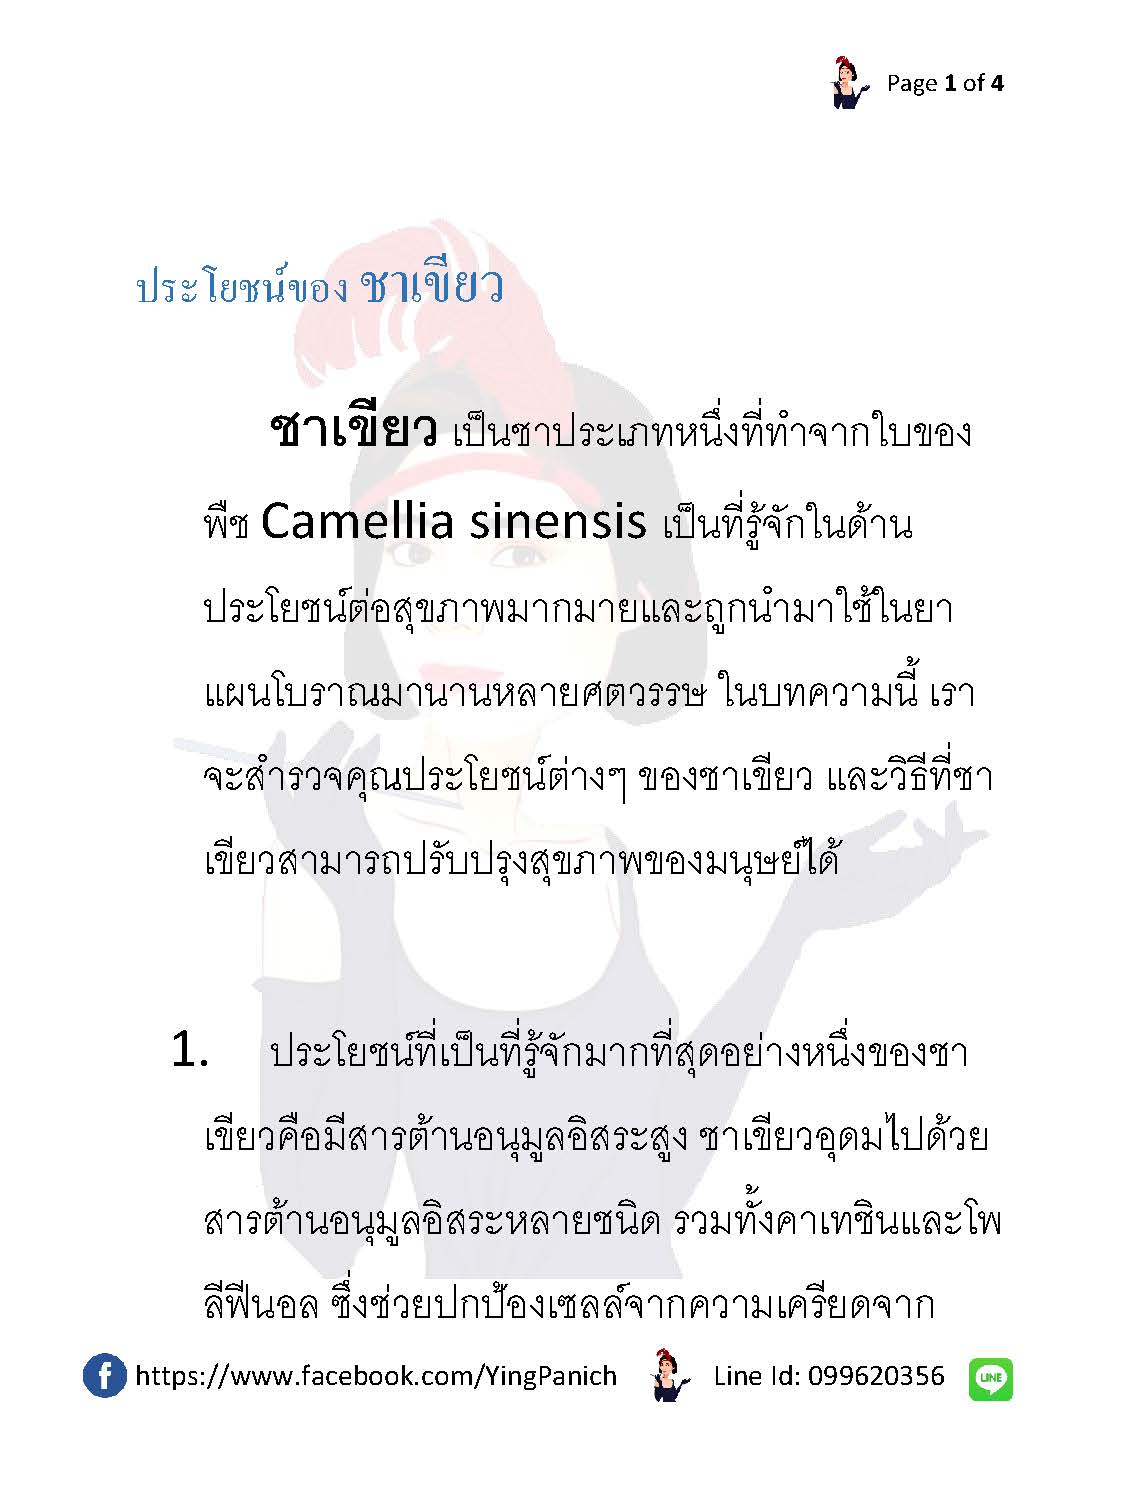 Page 1 of 4
ประโยชน์ของ ชาเขียว
ชาเขียว เป็นชาประเภทหนึ่งที่ทำจากใบของ
พืช Camellia sinensis เป็นที่รู้จักในด้าน
ประโยชน์ต่อสุขภาพมากมายและถูกนำมาใช้ในยา
แผนโบราณมานานหลายศตวรรษ ในบทความนี้ เรา
จะสำรวจคุณประโยชน์ต่างๆ ของชาเขียว และวิธีที่ชา
เขียวสามารถปรับปรุงสุขภาพของมนุษย์ได้
1. ประโยชน์ที่เป็นที่รู้จักมากที่สุดอย่างหนึ่งของชา
เขียวคือมีสารต้านอนุมูลอิสระสูง ชาเขียวอุดมไปด้วย
สารต้านอนุมูลอิสระหลายชนิด รวมทั้งคาเทชินและโพ
ลีฟีนอล ซึ่งช่วยปกป้องเซลล์จากความเครียดจาก
https://www.facebook.com/YingPanich Line Id: 099620356 LINE